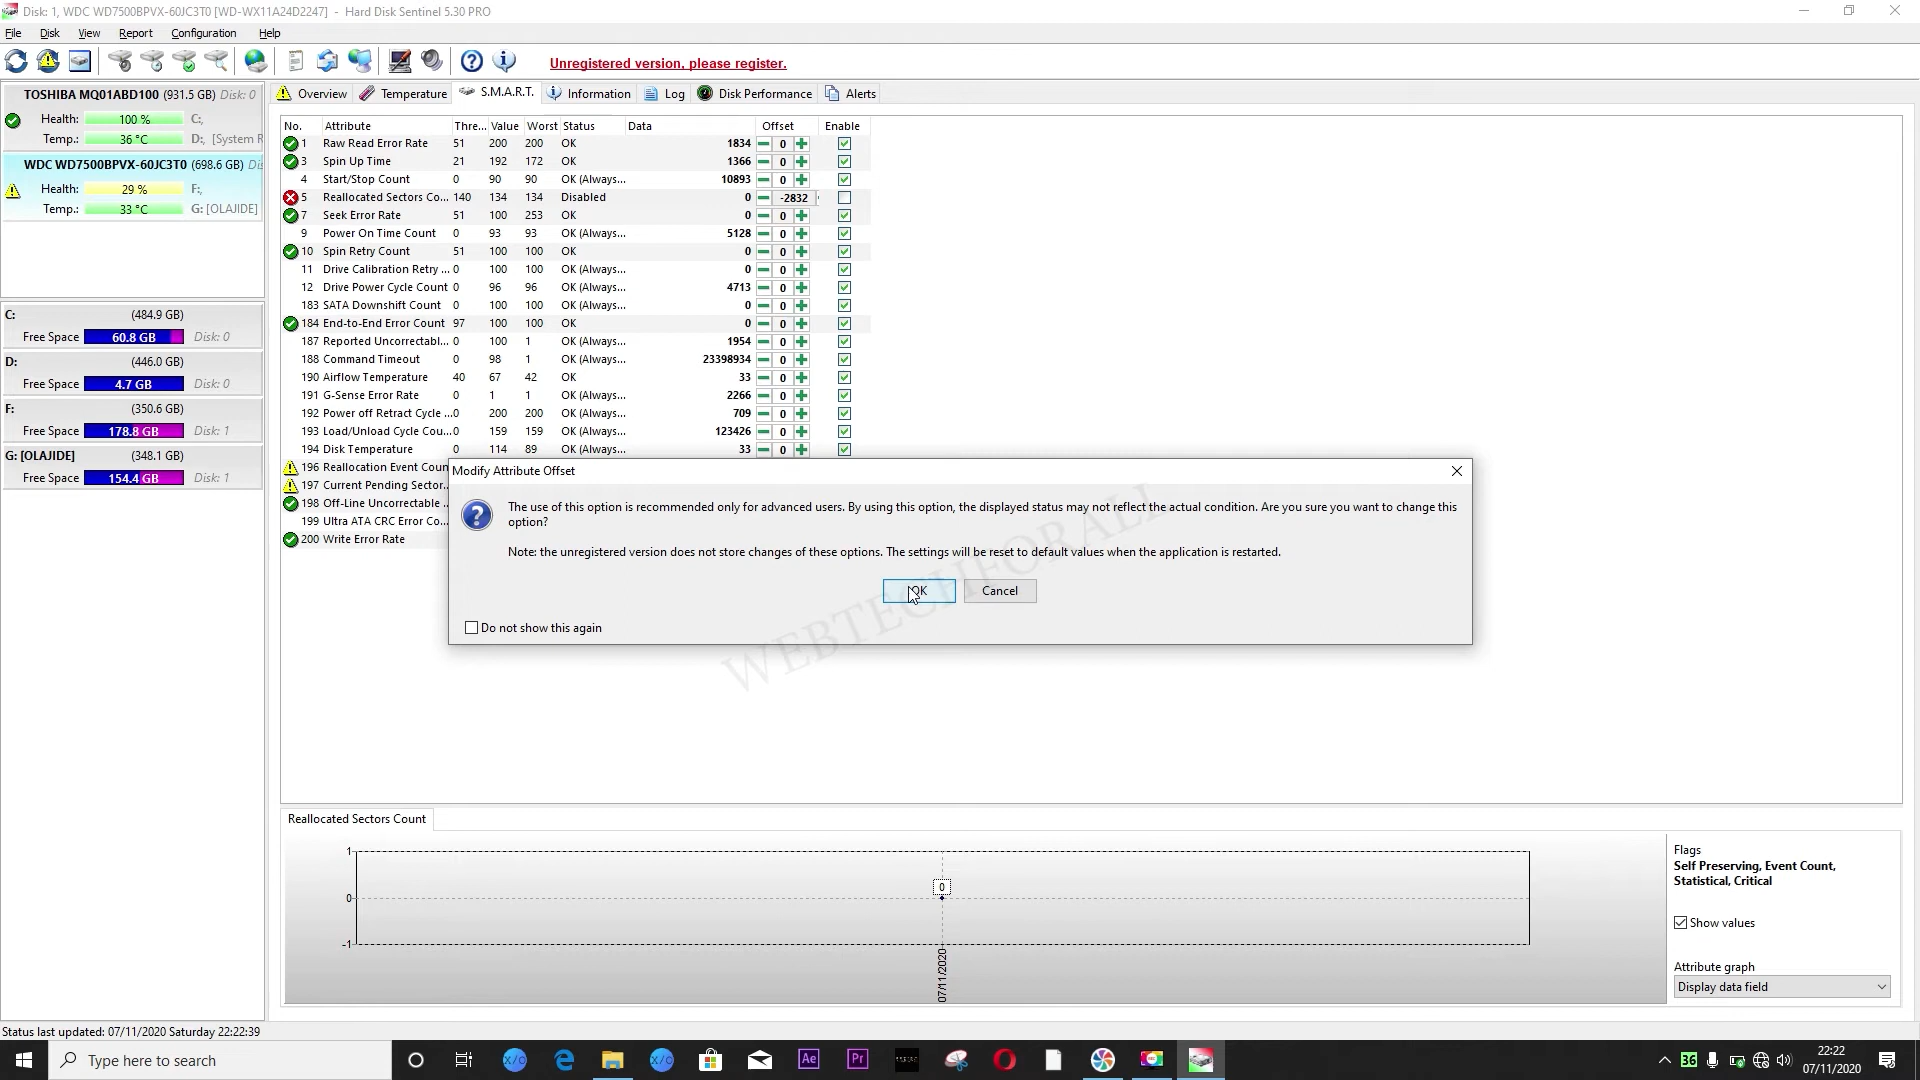 Disk: 1, WDC WD7500BPVX-60JC3T0 [WD-WX11A24D2247] - Hard Disk Sentinel 5.30 PRO
File Disk View Report Configuration Help
Unregistered version, please register.
TOSHIBA MQ01ABD100 (931.5 GB) Disk: 0
Health: 100 % C:,
Temp.: 36 °C D:, [System R
WDC WD7500BPVX-60JC3T0 (698.6 GB) Dis
Health: 29 % F:,
Temp.: 33 °C G: [OLAJIDE]
C: (484.9 GB)
Free Space 60.8 GB Disk: 0
D: (446.0 GB)
Free Space 4.7 GB Disk: 0
F: (350.6 GB)
Free Space 178.8 GB Disk: 1
G: [OLAJIDE] (348.1 GB)
Free Space 154.4 GB Disk: 1
Overview Temperature S.M.A.R.T. Information Log Disk Performance Alerts
No. Attribute Thre... Value Worst Status Data Offset Enable
1 Raw Read Error Rate 51 200 200 OK 1834 0
3 Spin Up Time 21 192 172 OK 1366 0
4 Start/Stop Count 0 90 90 OK (Always... 10893 0
5 Reallocated Sectors Co... 140 134 134 Disabled 0 -2832
7 Seek Error Rate 51 100 253 OK 0 0
9 Power On Time Count 0 93 93 OK (Always... 5128 0
10 Spin Retry Count 51 100 100 OK 0 0
11 Drive Calibration Retry ... 0 100 100 OK (Always... 0 0
12 Drive Power Cycle Count 0 96 96 OK (Always... 4713 0
183 SATA Downshift Count 0 100 100 OK (Always... 0 0
184 End-to-End Error Count 97 100 100 OK 0 0
187 Reported Uncorrectabl... 0 100 1 OK (Always... 1954 0
188 Command Timeout 0 98 1 OK (Always... 23398934 0
190 Airflow Temperature 40 67 42 OK 33 0
191 G-Sense Error Rate 0 1 1 OK (Always... 2266 0
192 Power off Retract Cycle ... 0 200 200 OK (Always... 709 0
193 Load/Unload Cycle Cou... 0 159 159 OK (Always... 123426 0
194 Disk Temperature 0 114 89 OK (Always... 33 0
196 Reallocation Event Coun
197 Current Pending Sector..
198 Off-Line Uncorrectable ..
199 Ultra ATA CRC Error Co...
200 Write Error Rate
Modify Attribute Offset
The use of this option is recommended only for advanced users. By using this option, the displayed status may not reflect the actual condition. Are you sure you want to change this
option?
Note: the unregistered version does not store changes of these options. The settings will be reset to default values when the application is restarted.
OK Cancel
Do not show this again
WEBTECHFORALL
Reallocated Sectors Count
1
0
-1
0
07/11/2020
Flags
Self Preserving, Event Count,
Statistical, Critical
Show values
Attribute graph
Display data field
Status last updated: 07/11/2020 Saturday 22:22:39
Type here to search
Ae Pr
36
22:22
07/11/2020